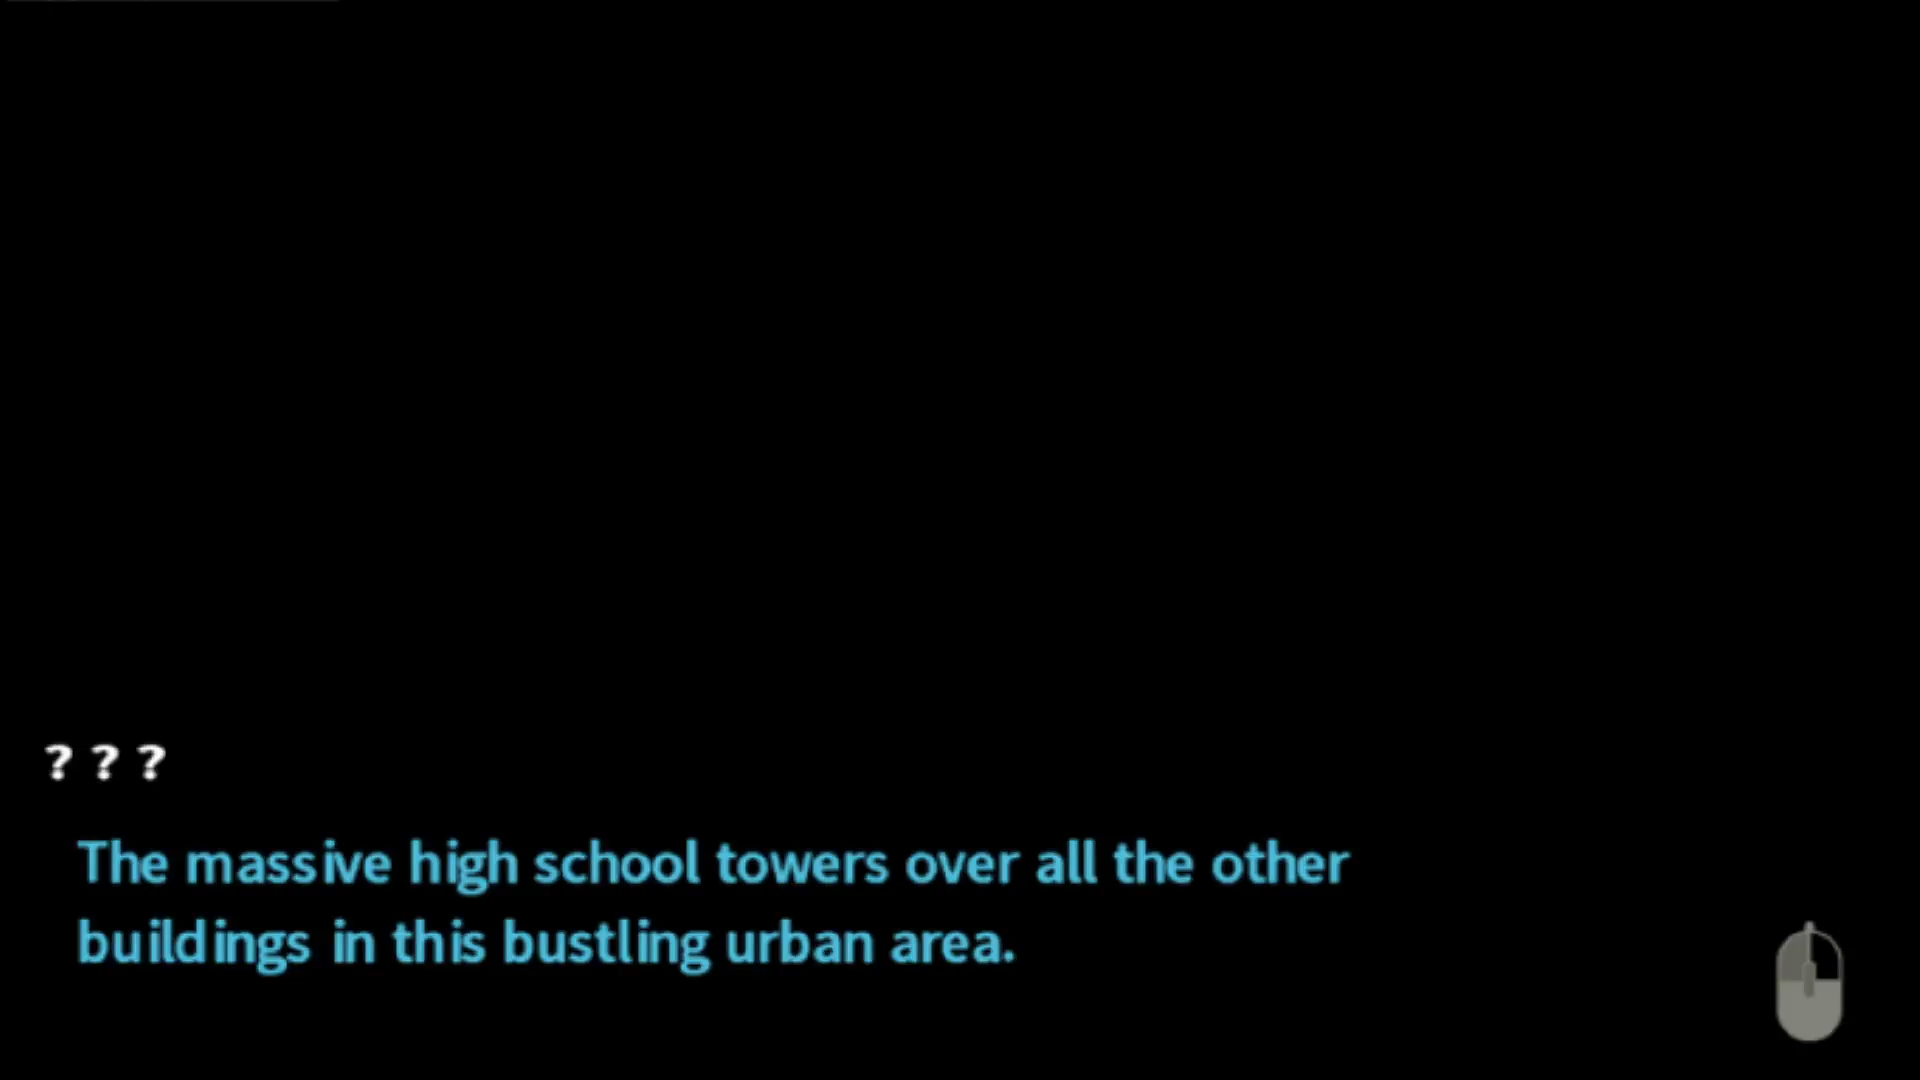 ? ? ?
The massive high school towers over all the other
buildings in this bustling urban area.